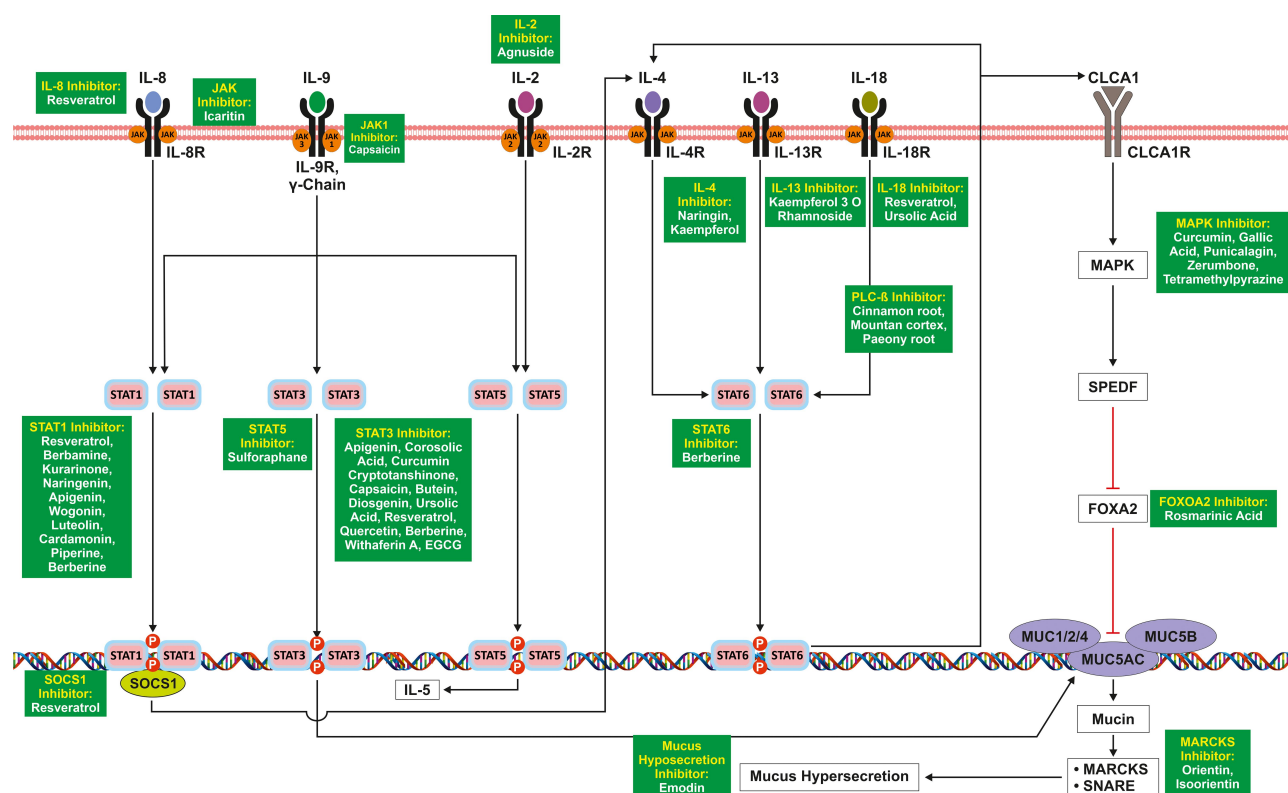 IL-2
Inhibitor:
Agnuside
IL-8 Inhibitor:
Resveratrol
IL-8
JAK
Inhibitor:
Icaritin
IL-9
IL-2
IL-4
IL-13
IL-18
CLCA1
JAK
JAK
IL-8R
JAK
3
JAK
1
IL-9R,
γ-Chain
JAK1
Inhibitor:
Capsaicin
JAK
2
JAK
2
IL-2R
JAK
JAK
IL-4R
JAK
JAK
IL-13R
JAK
JAK
IL-18R
CLCA1R
IL-4
Inhibitor:
Naringin,
Kaempferol
IL-13 Inhibitor:
Kaempferol 3 O
Rhamnoside
IL-18 Inhibitor:
Resveratrol,
Ursolic Acid
MAPK
MAPK Inhibitor:
Curcumin, Gallic
Acid, Punicalagin,
Zerumbone,
Tetramethylpyrazine
PLC-ß Inhibitor:
Cinnamon root,
Mountan cortex,
Paeony root
STAT1
STAT1
STAT3
STAT3
STAT5
STAT5
STAT6
STAT6
SPEDF
STAT1 Inhibitor:
Resveratrol,
Berbamine,
Kurarinone,
Naringenin,
Apigenin,
Wogonin,
Luteolin,
Cardamonin,
Piperine,
Berberine
STAT5
Inhibitor:
Sulforaphane
STAT3 Inhibitor:
Apigenin, Corosolic
Acid, Curcumin
Cryptotanshinone,
Capsaicin, Butein,
Diosgenin, Ursolic
Acid, Resveratrol,
Quercetin, Berberine,
Withaferin A, EGCG
STAT6
Inhibitor:
Berberine
FOXA2
FOXOA2 Inhibitor:
Rosmarinic Acid
P
STAT1
STAT1
P
SOCS1
P
STAT3
STAT3
P
P
STAT5
STAT5
P
P
STAT6
STAT6
P
MUC1/2/4
MUC5B
MUC5AC
SOCS1
Inhibitor:
Resveratrol
IL-5
Mucin
Mucus
Hyposecretion
Inhibitor:
Emodin
Mucus Hypersecretion
• MARCKS
• SNARE
MARCKS
Inhibitor:
Orientin,
Isoorientin